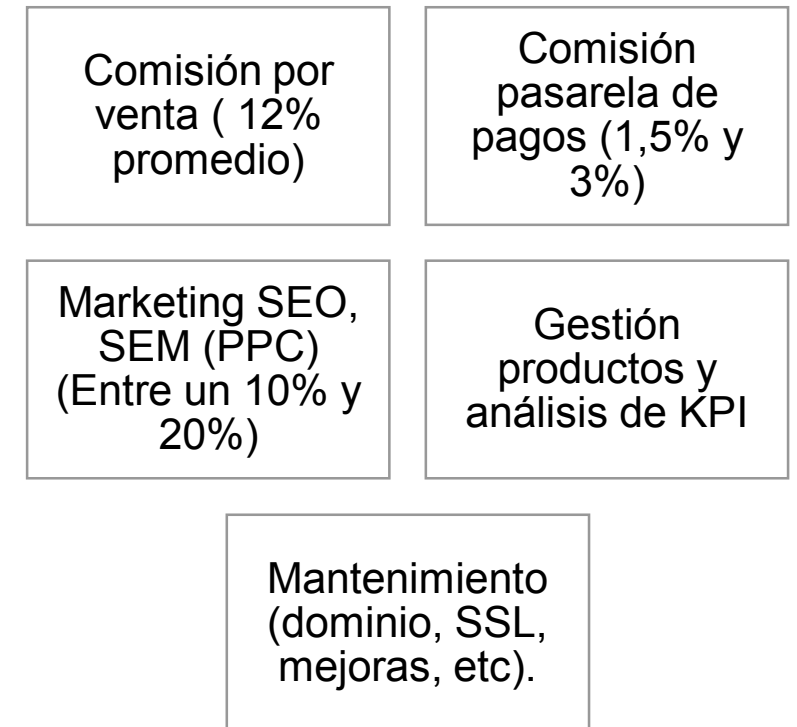 Comisión por
venta ( 12%
promedio)
Comisión
pasarela de
pagos (1,5% y
3%)
Marketing SEO,
SEM (PPC)
(Entre un 10% y
20%)
Gestión
productos y
análisis de KPI
Mantenimiento
(dominio, SSL,
mejoras, etc).